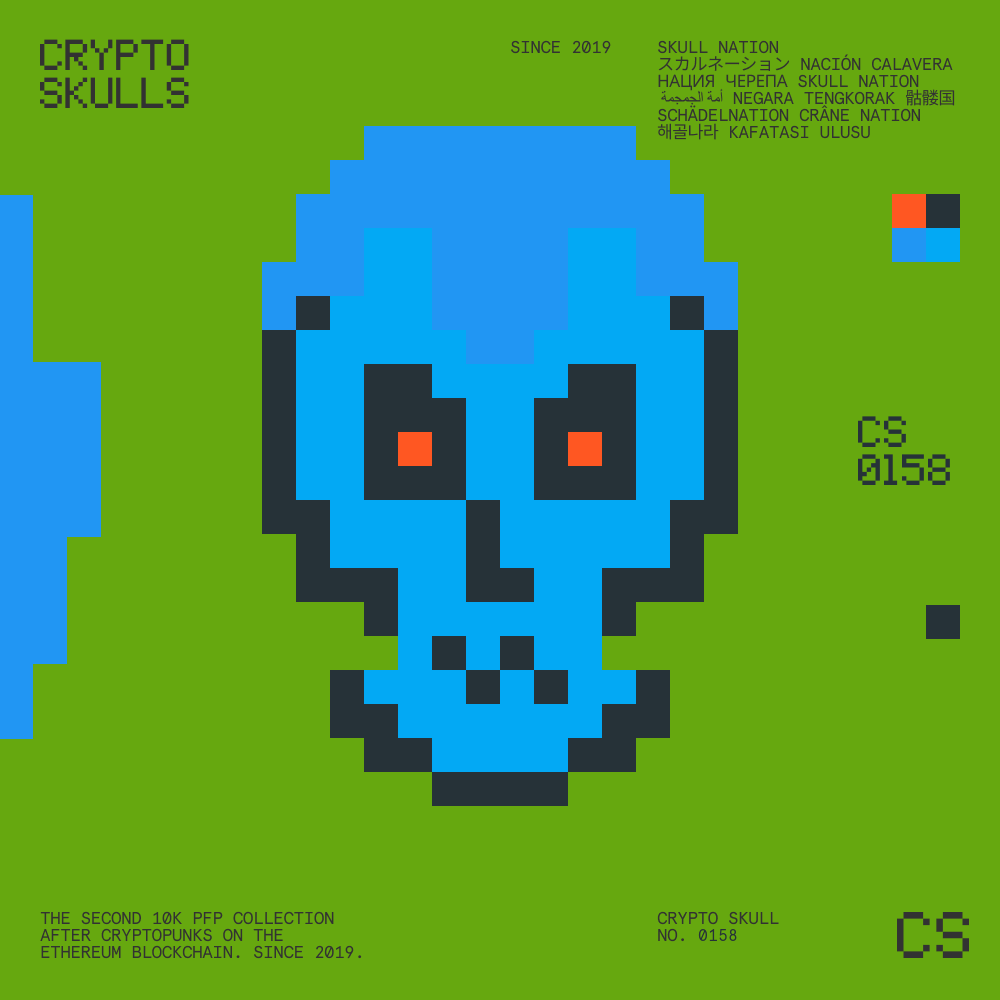 CRYPTO
SKULLS
SINCE 2019
SKULL NATION
スカルネーション NACIÓN CALAVERA
НАЦИЯ ЧЕРЕПА SKULL NATION
أمة الجمجمة NEGARA TENGKORAK 骷髅国
SCHÄDELNATION CRÂNE NATION
해골나라 KAFATASI ULUSU
CS
0158
THE SECOND 10K PFP COLLECTION
AFTER CRYPTOPUNKS ON THE
ETHEREUM BLOCKCHAIN. SINCE 2019.
CRYPTO SKULL
NO. 0158
CS